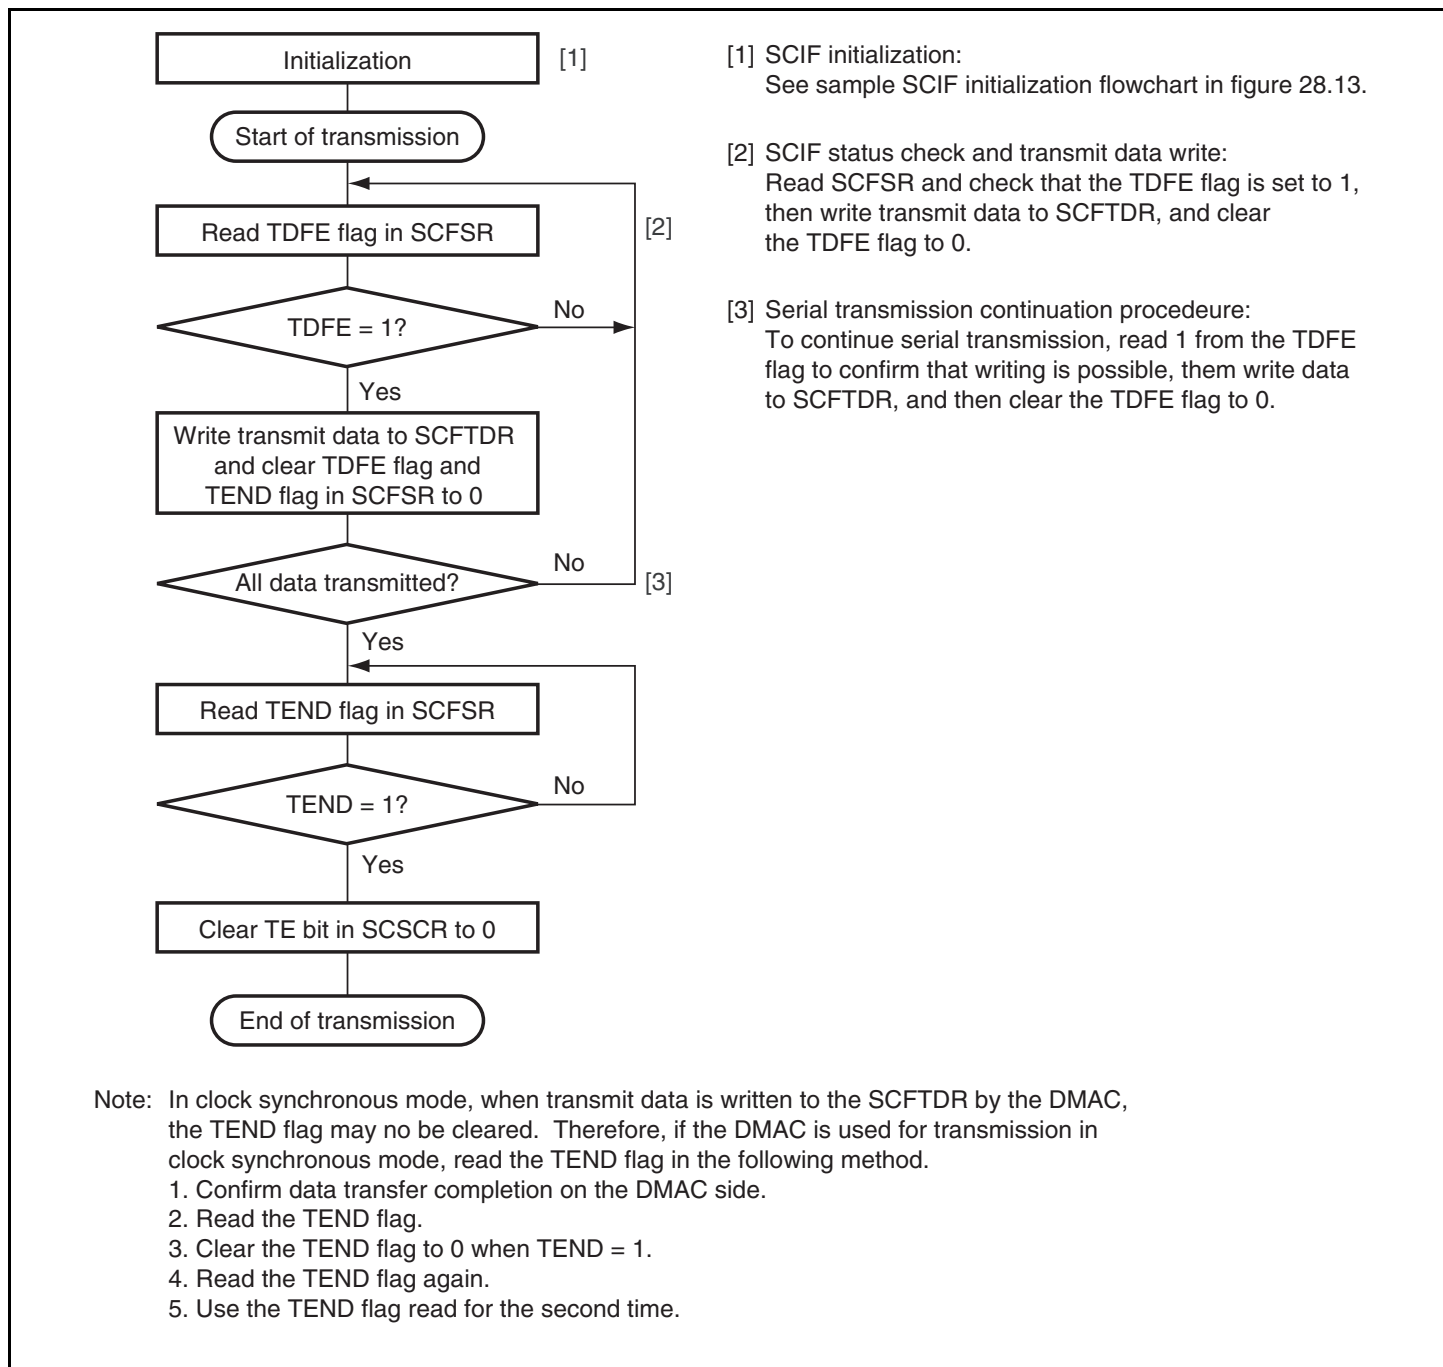 Initialization
[1]
Start of transmission
Read TDFE flag in SCFSR
[2]
TDFE = 1?
No
Yes
Write transmit data to SCFTDR
and clear TDFE flag and
TEND flag in SCFSR to 0
All data transmitted?
No
[3]
Yes
Read TEND flag in SCFSR
TEND = 1?
No
Yes
Clear TE bit in SCSCR to 0
End of transmission
[1] SCIF initialization:
See sample SCIF initialization flowchart in figure 28.13.
[2] SCIF status check and transmit data write:
Read SCFSR and check that the TDFE flag is set to 1,
then write transmit data to SCFTDR, and clear
the TDFE flag to 0.
[3] Serial transmission continuation procedeure:
To continue serial transmission, read 1 from the TDFE
flag to confirm that writing is possible, them write data
to SCFTDR, and then clear the TDFE flag to 0.
Note: In clock synchronous mode, when transmit data is written to the SCFTDR by the DMAC,
the TEND flag may no be cleared. Therefore, if the DMAC is used for transmission in
clock synchronous mode, read the TEND flag in the following method.
1. Confirm data transfer completion on the DMAC side.
2. Read the TEND flag.
3. Clear the TEND flag to 0 when TEND = 1.
4. Read the TEND flag again.
5. Use the TEND flag read for the second time.